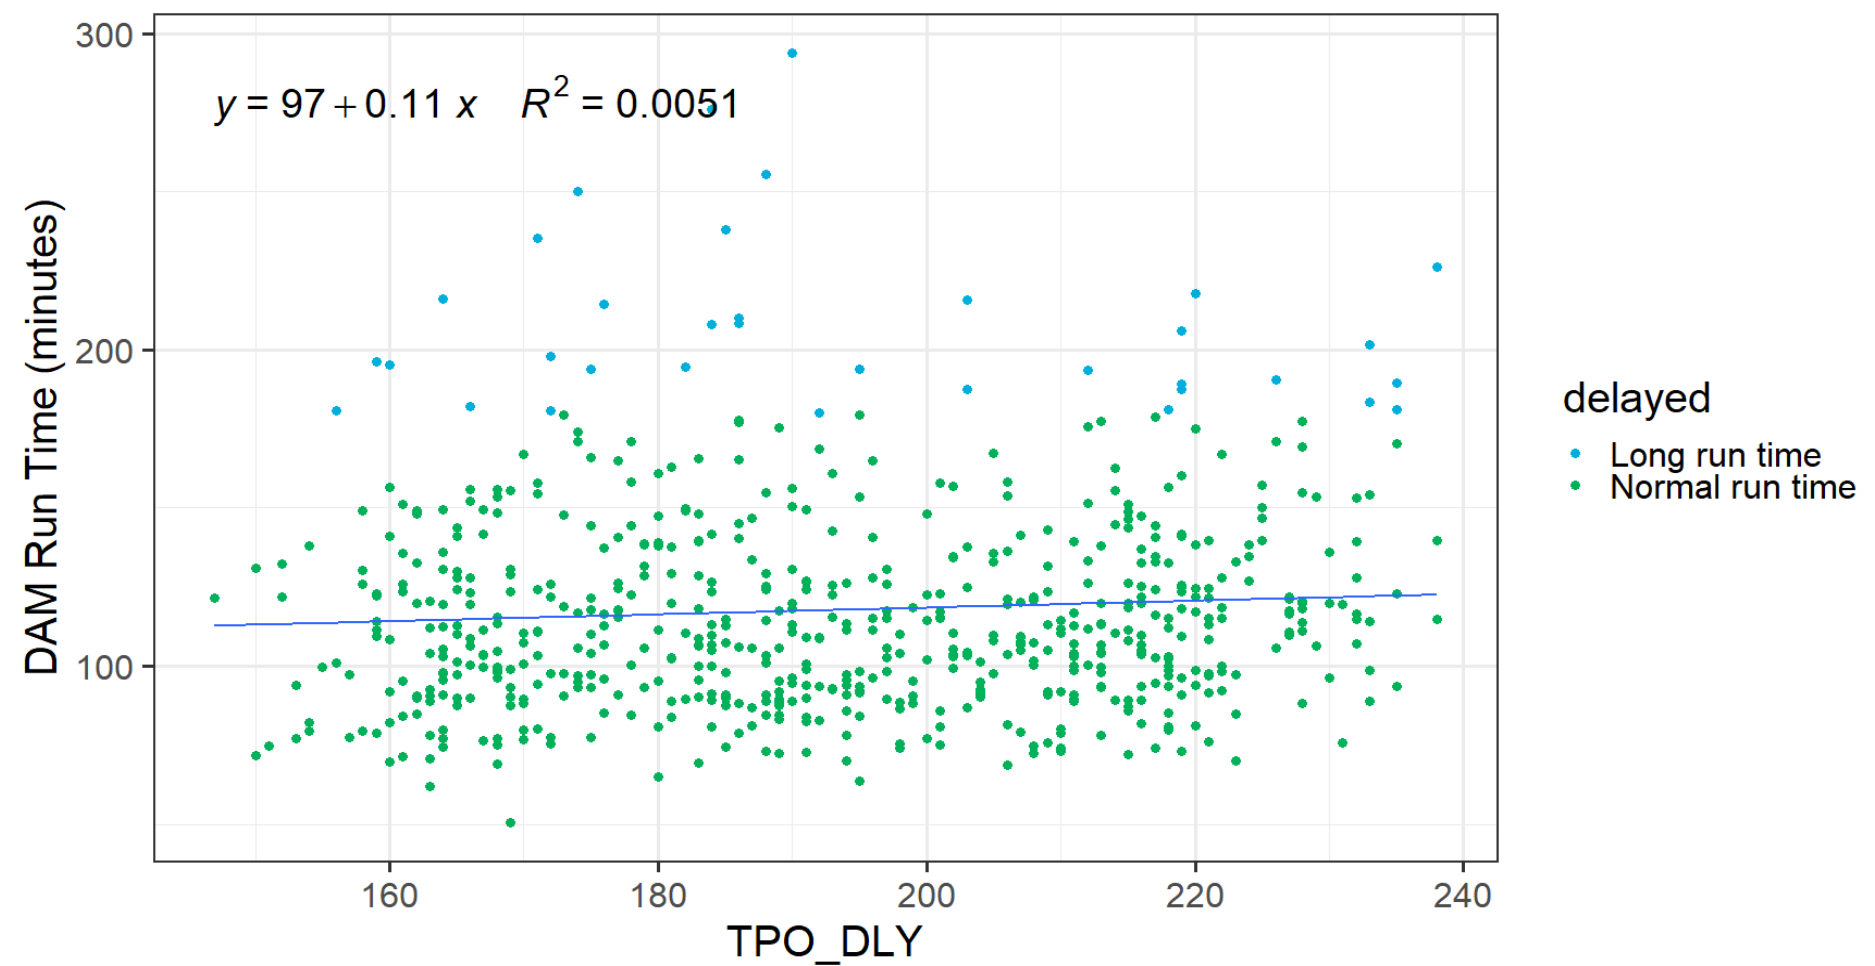 300
200
100
DAM Run Time (minutes)
y = 97 + 0.11 x R² = 0.0051
160 180 200 220 240
TPO_DLY
delayed
Long run time
Normal run time